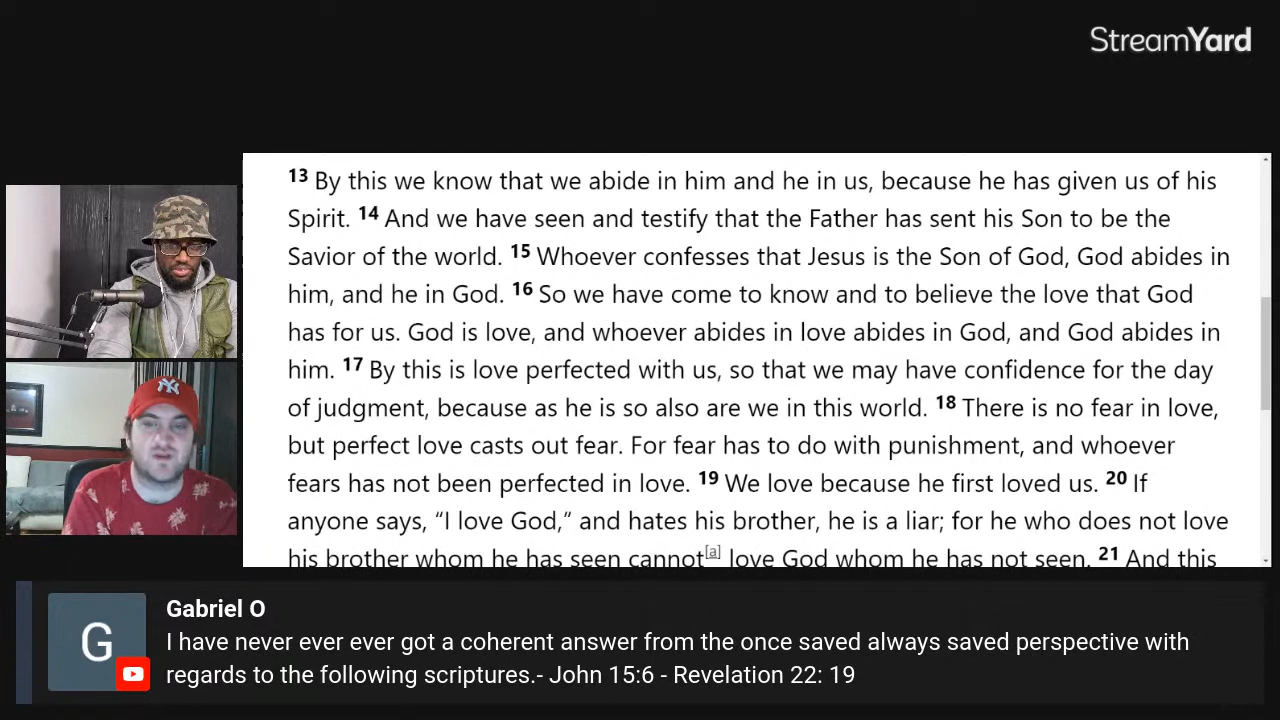 StreamYard
13 By this we know that we abide in him and he in us, because he has given us of his
Spirit. 14 And we have seen and testify that the Father has sent his Son to be the
Savior of the world. 15 Whoever confesses that Jesus is the Son of God, God abides in
him, and he in God. 16 So we have come to know and to believe the love that God
has for us. God is love, and whoever abides in love abides in God, and God abides in
him. 17 By this is love perfected with us, so that we may have confidence for the day
of judgment, because as he is so also are we in this world. 18 There is no fear in love,
but perfect love casts out fear. For fear has to do with punishment, and whoever
fears has not been perfected in love. 19 We love because he first loved us. 20 If
anyone says, “I love God,” and hates his brother, he is a liar; for he who does not love
his brother whom he has seen cannot[a] love God whom he has not seen. 21 And this
G
Gabriel O
I have never ever ever got a coherent answer from the once saved always saved perspective with
regards to the following scriptures.- John 15:6 - Revelation 22: 19